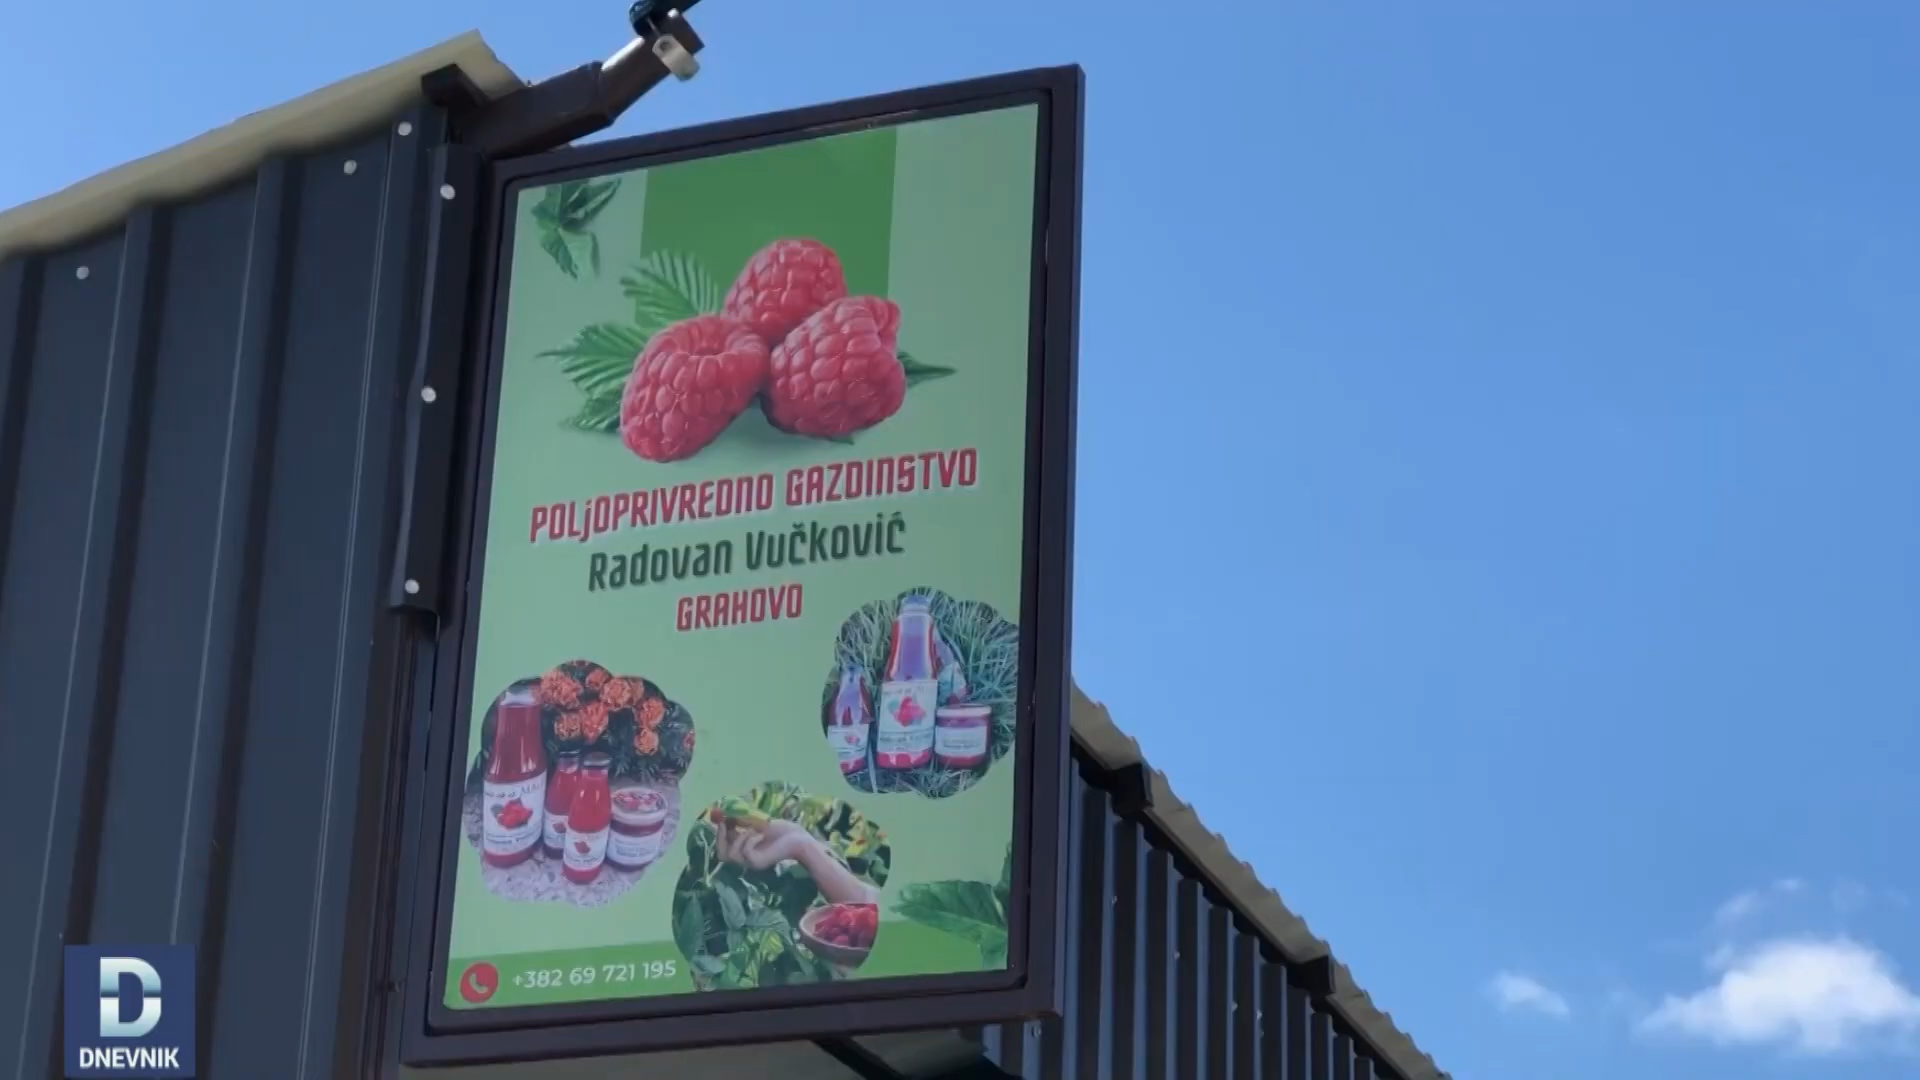 POLjOPRIVREDNO GAZDINSTVO
Radovan Vučković
GRAHOVO
+382 69 721 195
D
DNEVNIK